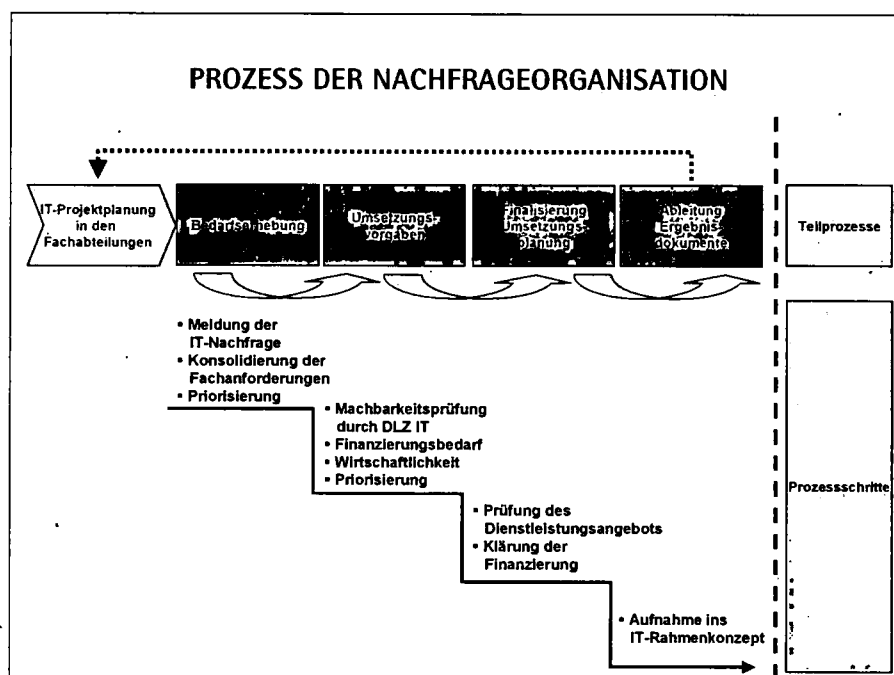 PROZESS DER NACHFRAGEORGANISATION
IT-Projektplanung
in den
Fachabteilungen
Bedarfserhebung
Umsetzungs-
vorgaben
Finalisierung
Umsetzungs-
planung
Ableitung
Ergebnis
dokumente
Teilprozesse
▪ Meldung der
IT-Nachfrage
▪ Konsolidierung der
Fachanforderungen
▪ Priorisierung
▪ Machbarkeitsprüfung
durch DLZ IT
▪ Finanzierungsbedarf
▪ Wirtschaftlichkeit
▪ Priorisierung
▪ Prüfung des
Dienstleistungsangebots
▪ Klärung der
Finanzierung
▪ Aufnahme ins
IT-Rahmenkonzept
Prozessschritte